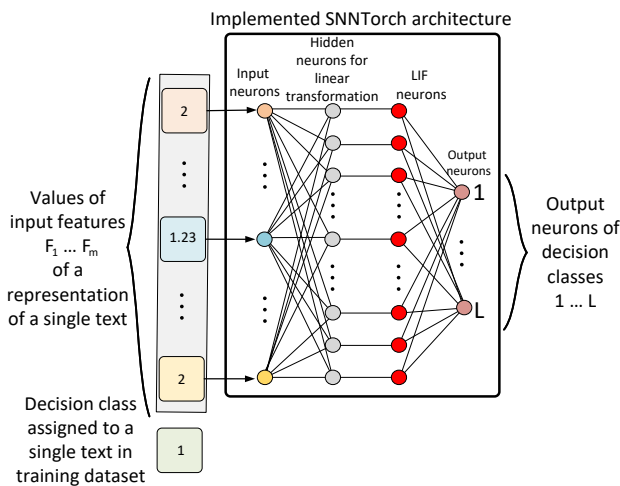 Implemented SNNTorch architecture
Hidden
neurons for
linear
transformation
Input
neurons
LIF
neurons
Output
neurons
2
1.23
2
1
1
L
Values of
input features
F1 ... Fm
of a
representation
of a single text
Output
neurons of
decision
classes
1 ... L
Decision class
assigned to a
single text in
training dataset